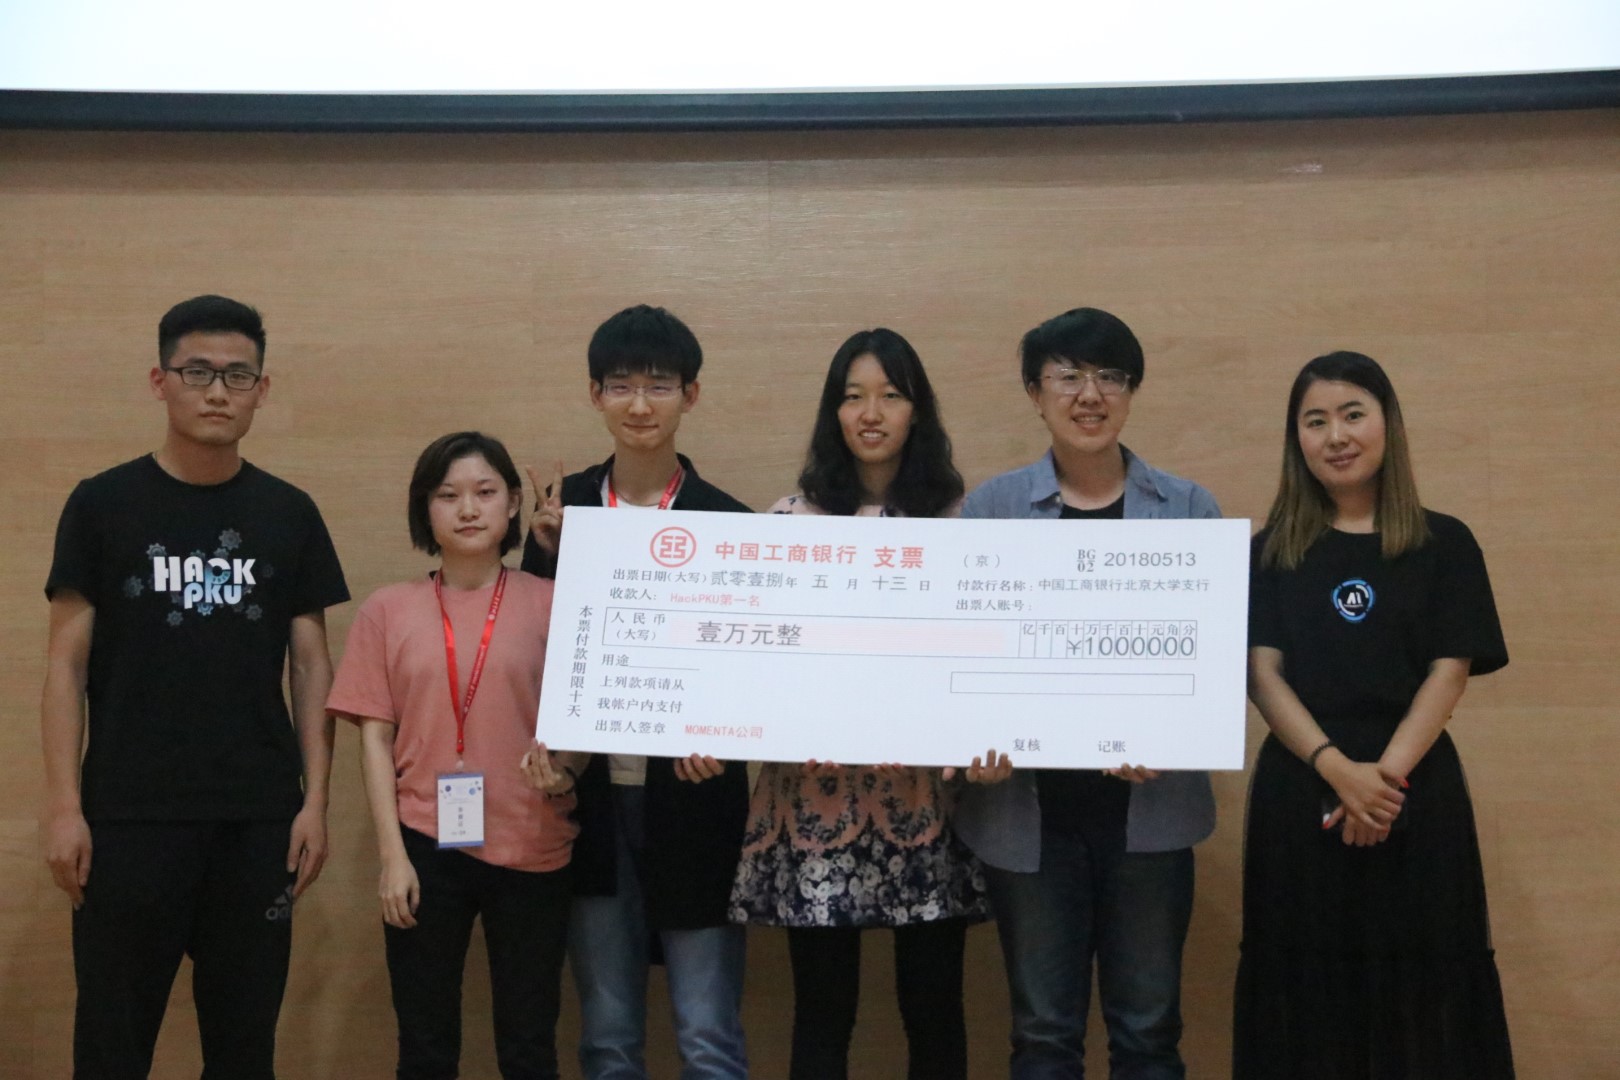 HACK
PKU
中国工商银行 支票 (京) BG 02 20180513
出票日期(大写) 贰零壹捌年 五 月 十三 日 付款行名称:中国工商银行北京大学支行
收款人: HackPKU第一名 出票人账号:
人民币
(大写) 壹万元整
亿千百十万千百十元角分
¥1000000
本票付款期限十天
用途
上列款项请从
我帐户内支付
出票人签章 MOMENTA公司
复核 记账
AI
adidas